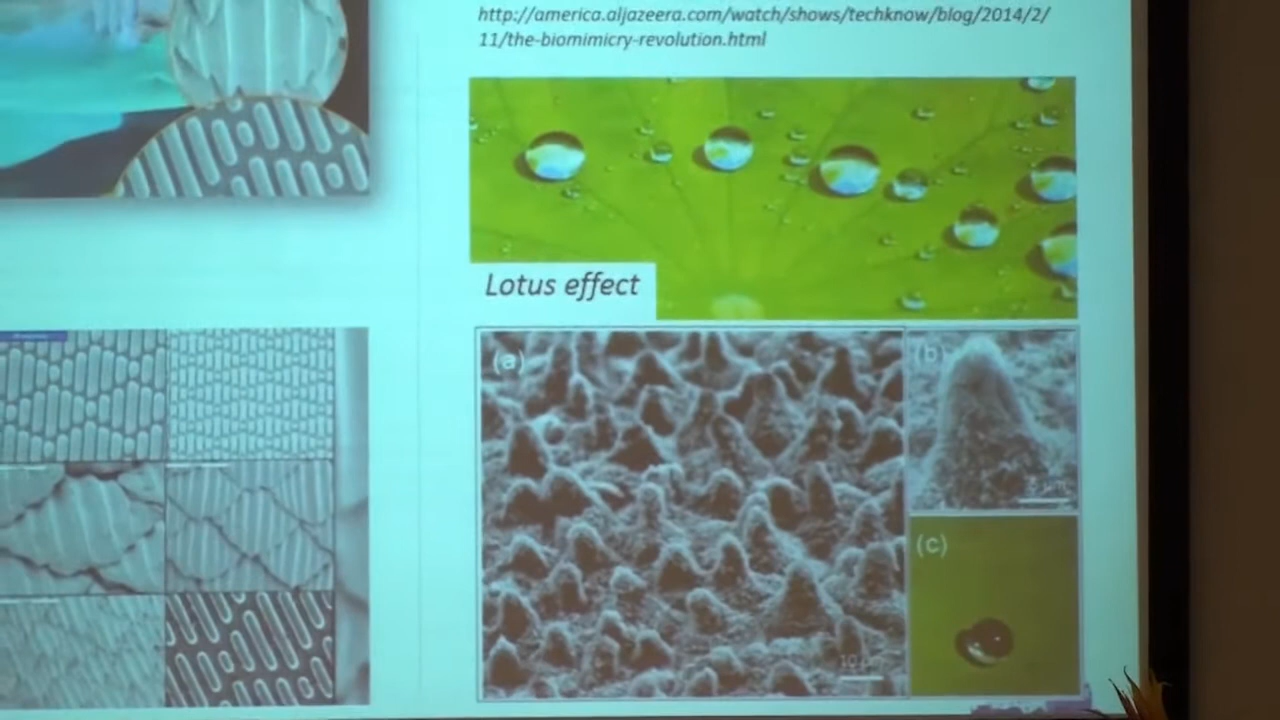 http://america.aljazeera.com/watch/shows/techknow/blog/2014/2/
11/the-biomimicry-revolution.html
Lotus effect
(a)
(b)
(c)